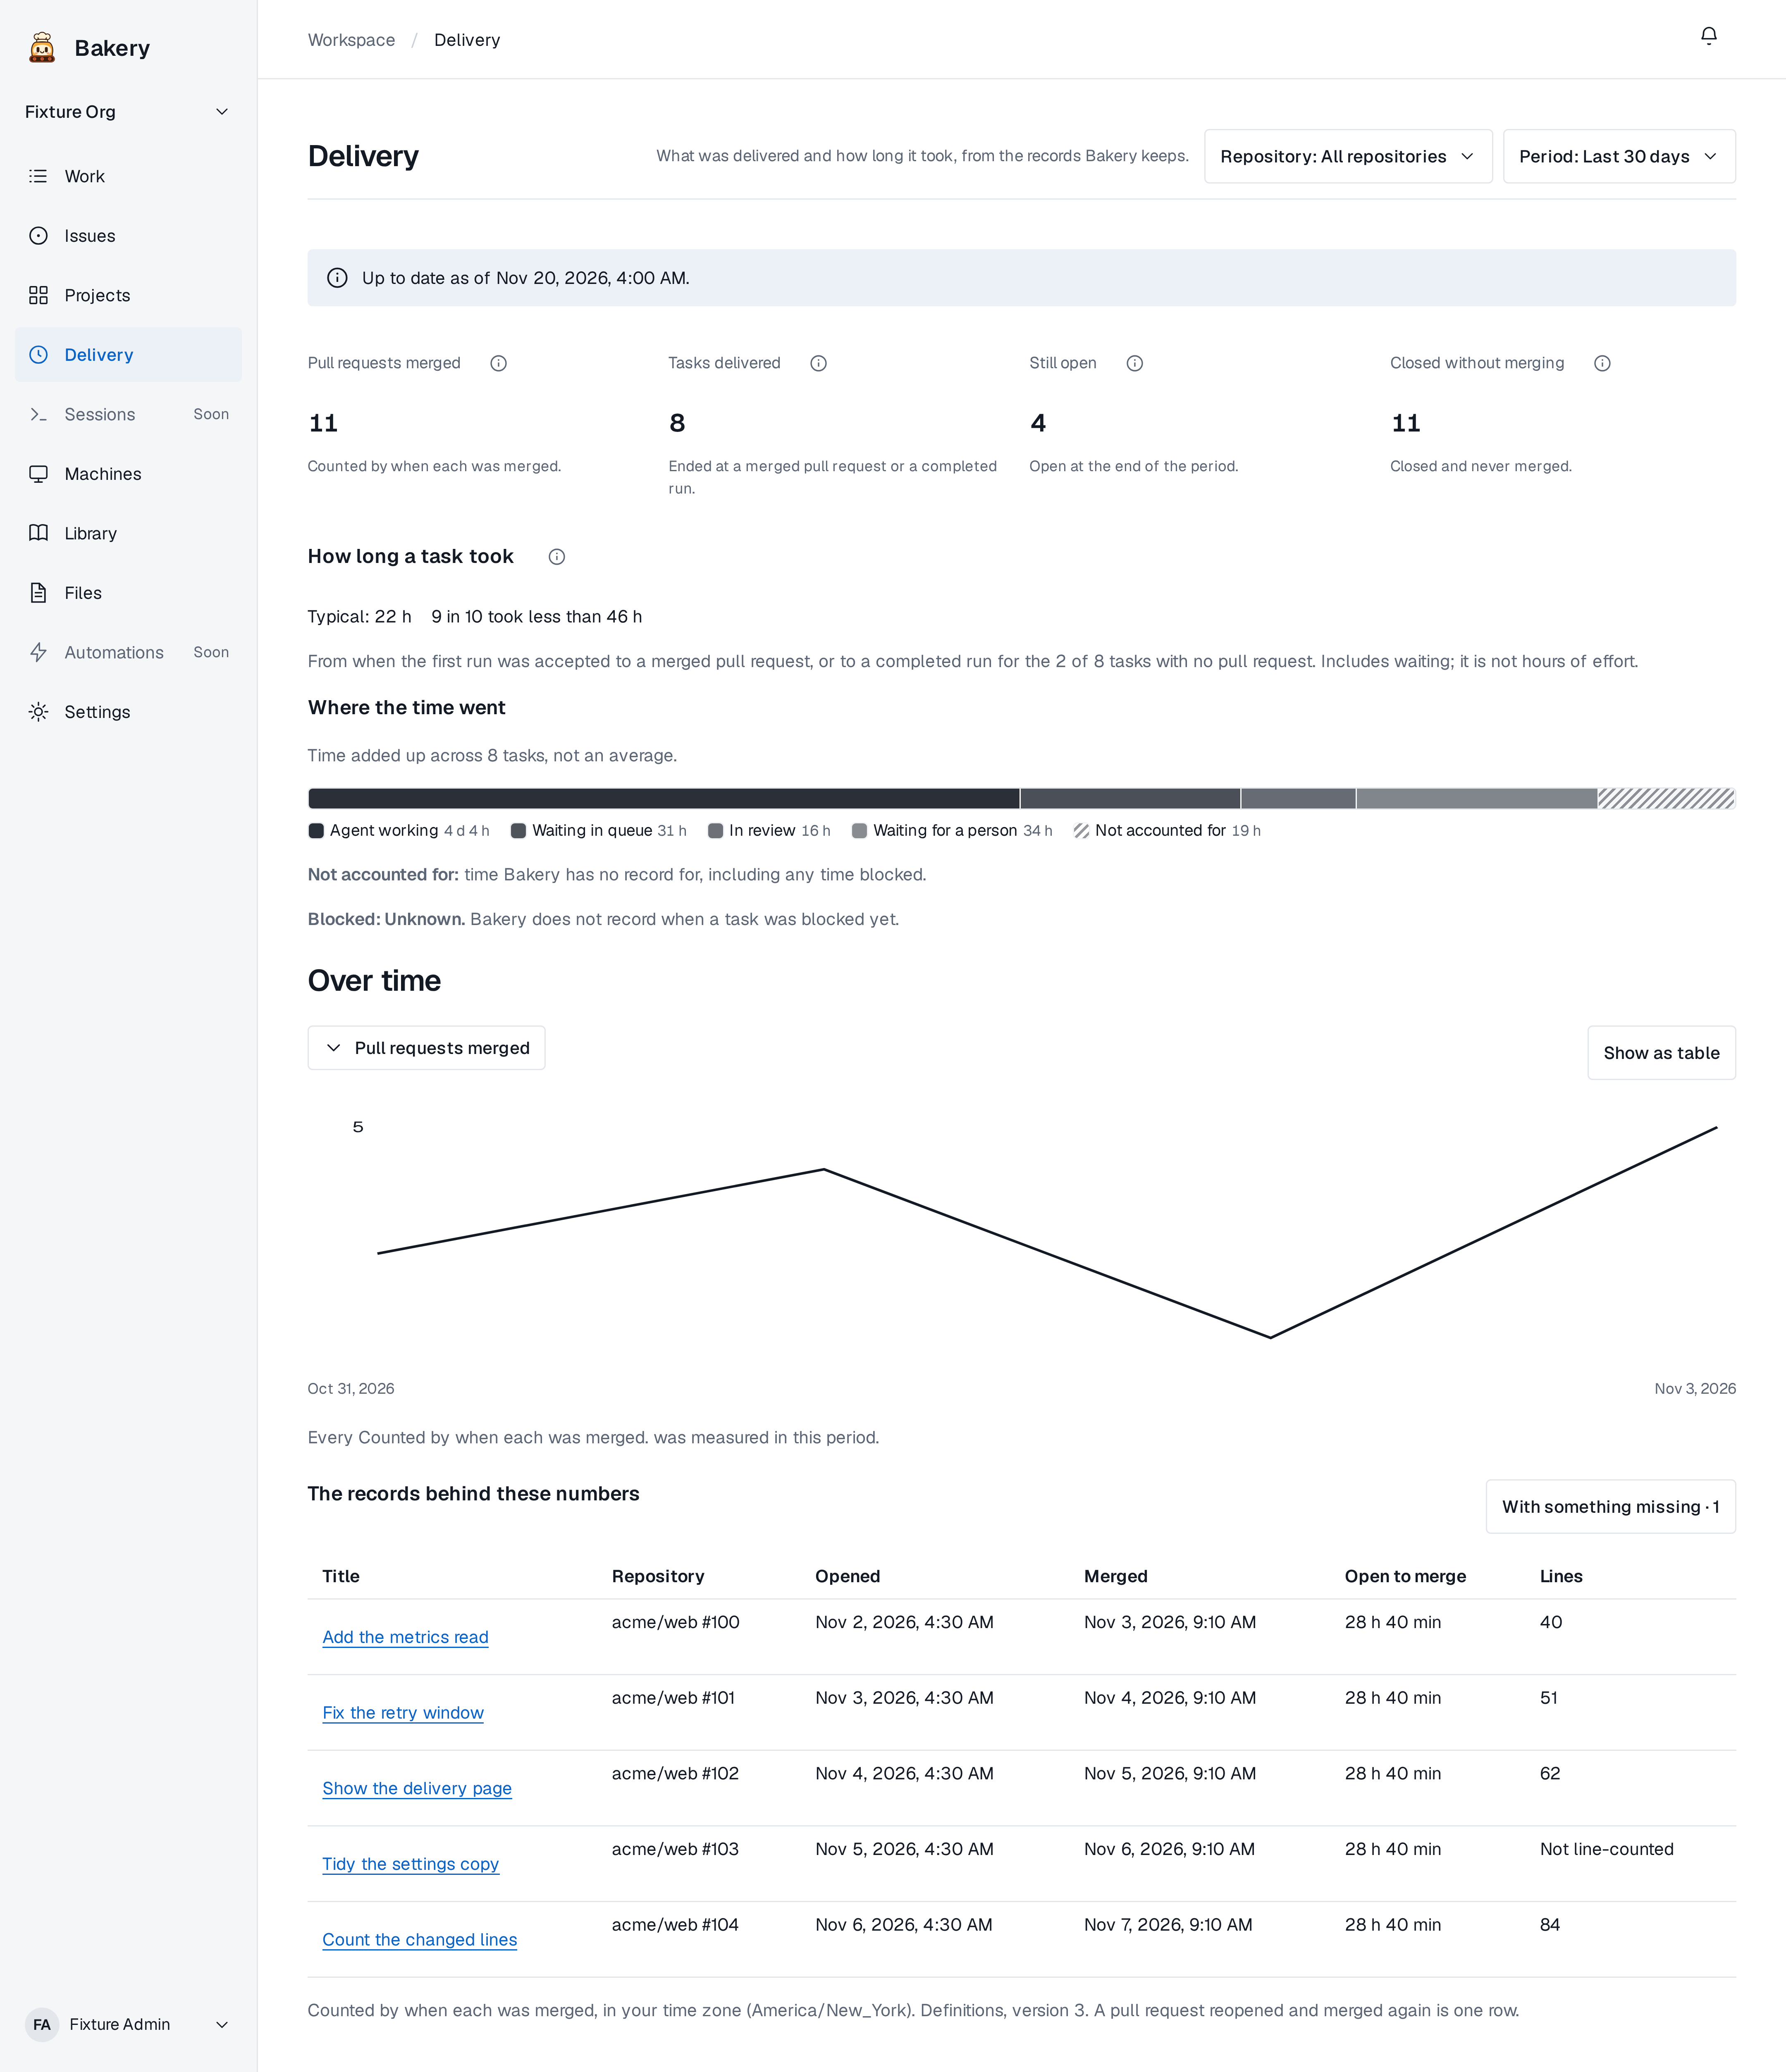 Bakery
Fixture Org
Work
Issues
Projects
Delivery
Sessions Soon
Machines
Library
Files
Automations Soon
Settings
FA Fixture Admin
Workspace / Delivery
Delivery
What was delivered and how long it took, from the records Bakery keeps.
Repository: All repositories
Period: Last 30 days
Up to date as of Nov 20, 2026, 4:00 AM.
Pull requests merged
11
Counted by when each was merged.
Tasks delivered
8
Ended at a merged pull request or a completed
run.
Still open
4
Open at the end of the period.
Closed without merging
11
Closed and never merged.
How long a task took
Typical: 22 h 9 in 10 took less than 46 h
From when the first run was accepted to a merged pull request, or to a completed run for the 2 of 8 tasks with no pull request. Includes waiting; it is not hours of effort.
Where the time went
Time added up across 8 tasks, not an average.
Agent working 4 d 4 h Waiting in queue 31 h In review 16 h Waiting for a person 34 h Not accounted for 19 h
Not accounted for: time Bakery has no record for, including any time blocked.
Blocked: Unknown. Bakery does not record when a task was blocked yet.
Over time
Pull requests merged
Show as table
5
Oct 31, 2026 Nov 3, 2026
Every Counted by when each was merged. was measured in this period.
The records behind these numbers
With something missing · 1
Title Repository Opened Merged Open to merge Lines
Add the metrics read acme/web #100 Nov 2, 2026, 4:30 AM Nov 3, 2026, 9:10 AM 28 h 40 min 40
Fix the retry window acme/web #101 Nov 3, 2026, 4:30 AM Nov 4, 2026, 9:10 AM 28 h 40 min 51
Show the delivery page acme/web #102 Nov 4, 2026, 4:30 AM Nov 5, 2026, 9:10 AM 28 h 40 min 62
Tidy the settings copy acme/web #103 Nov 5, 2026, 4:30 AM Nov 6, 2026, 9:10 AM 28 h 40 min Not line-counted
Count the changed lines acme/web #104 Nov 6, 2026, 4:30 AM Nov 7, 2026, 9:10 AM 28 h 40 min 84
Counted by when each was merged, in your time zone (America/New_York). Definitions, version 3. A pull request reopened and merged again is one row.